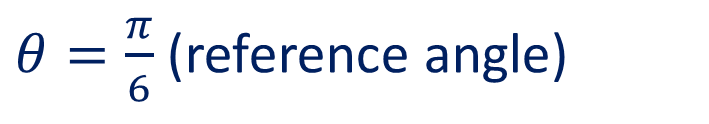 θ = π/6 (reference angle)